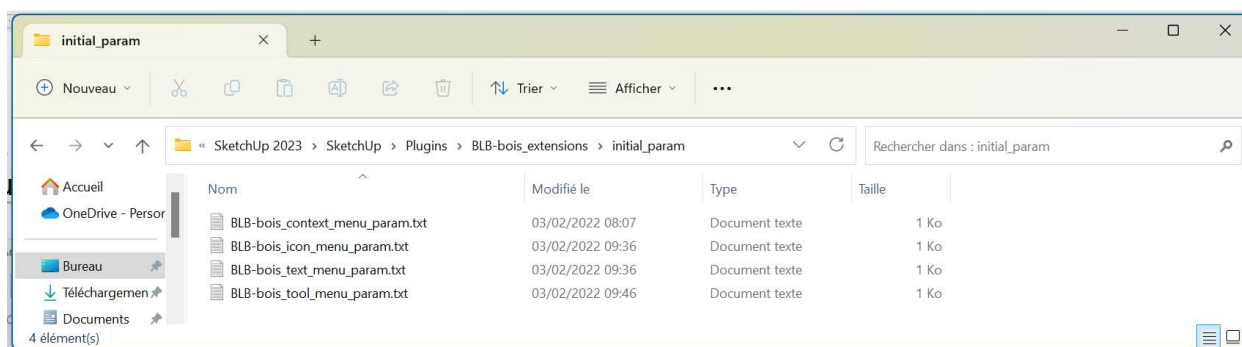 initial_param
Nouveau Trier Afficher
« SketchUp 2023 > SketchUp > Plugins > BLB-bois_extensions > initial_param Rechercher dans : initial_param
Accueil Nom Modifié le Type Taille
OneDrive - Person
BLB-bois_context_menu_param.txt 03/02/2022 08:07 Document texte 1 Ko
BLB-bois_icon_menu_param.txt 03/02/2022 09:36 Document texte 1 Ko
Bureau BLB-bois_text_menu_param.txt 03/02/2022 09:36 Document texte 1 Ko
Téléchargemen BLB-bois_tool_menu_param.txt 03/02/2022 09:46 Document texte 1 Ko
Documents
4 élément(s)